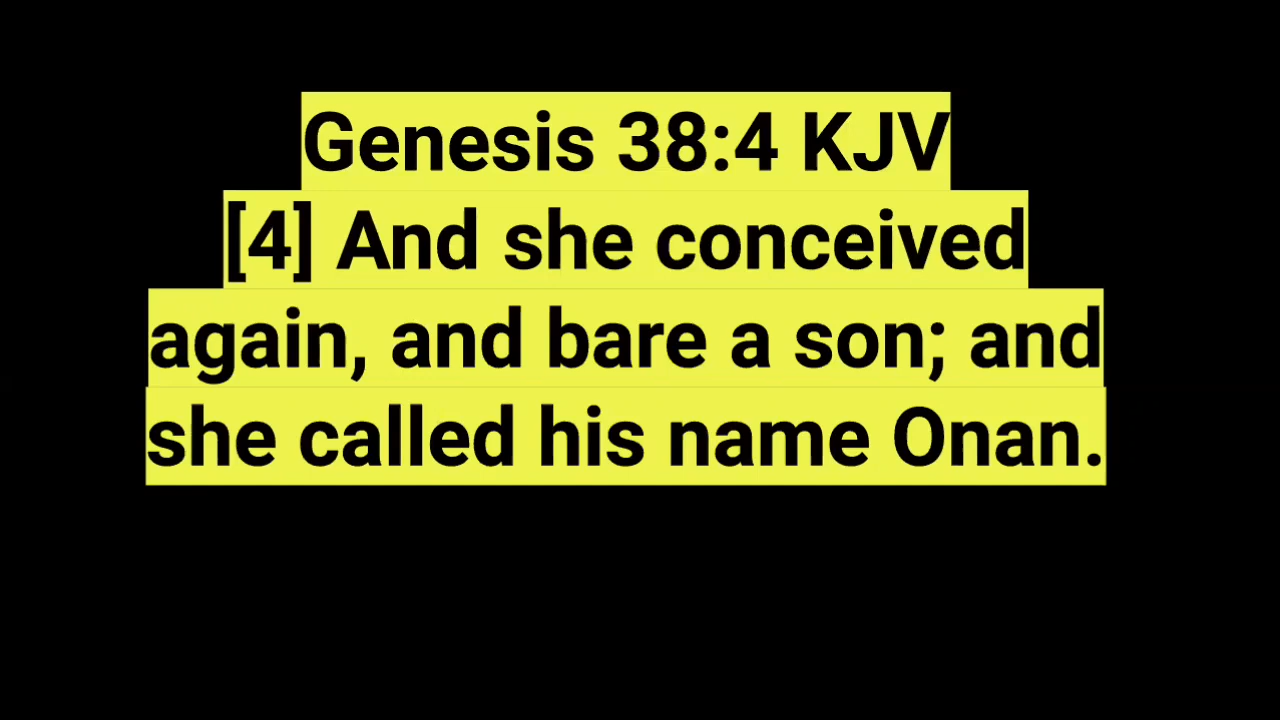 Genesis 38:4 KJV
[4] And she conceived
again, and bare a son; and
she called his name Onan.